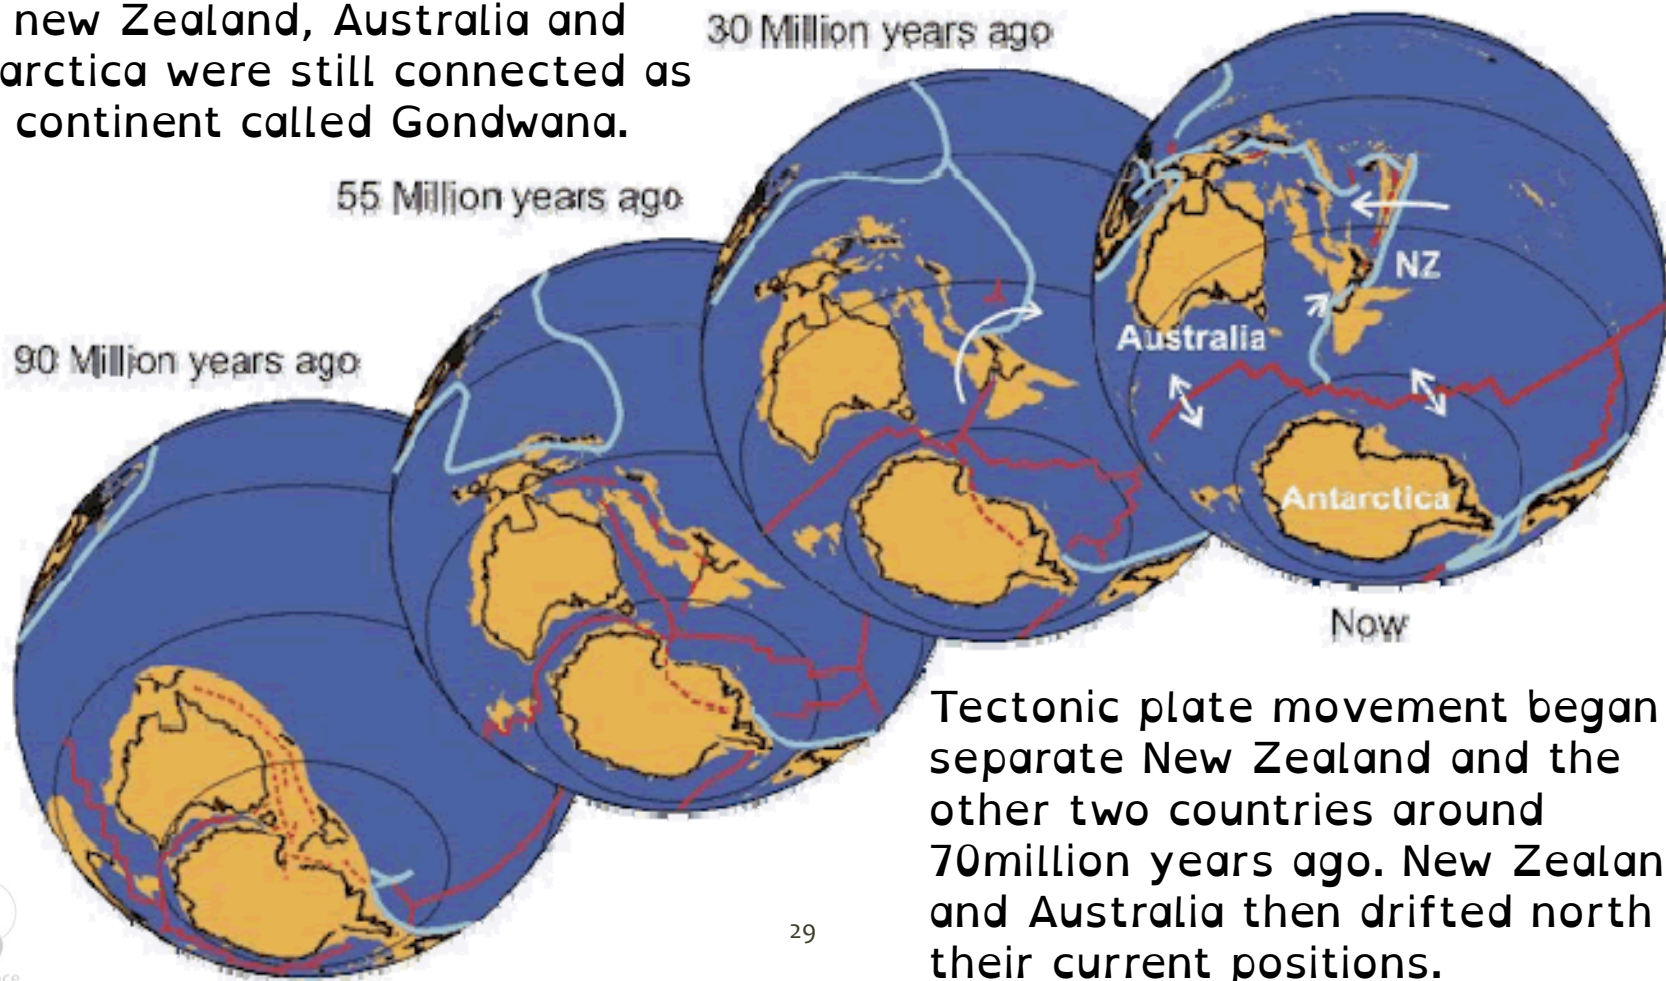 new Zealand, Australia and
arctica were still connected as
continent called Gondwana.
30 Million years ago
55 Million years ago
90 Million years ago
NZ
Australia
Antarctica
Now
Tectonic plate movement began
separate New Zealand and the
other two countries around
70million years ago. New Zealan
and Australia then drifted north
their current positions.
29